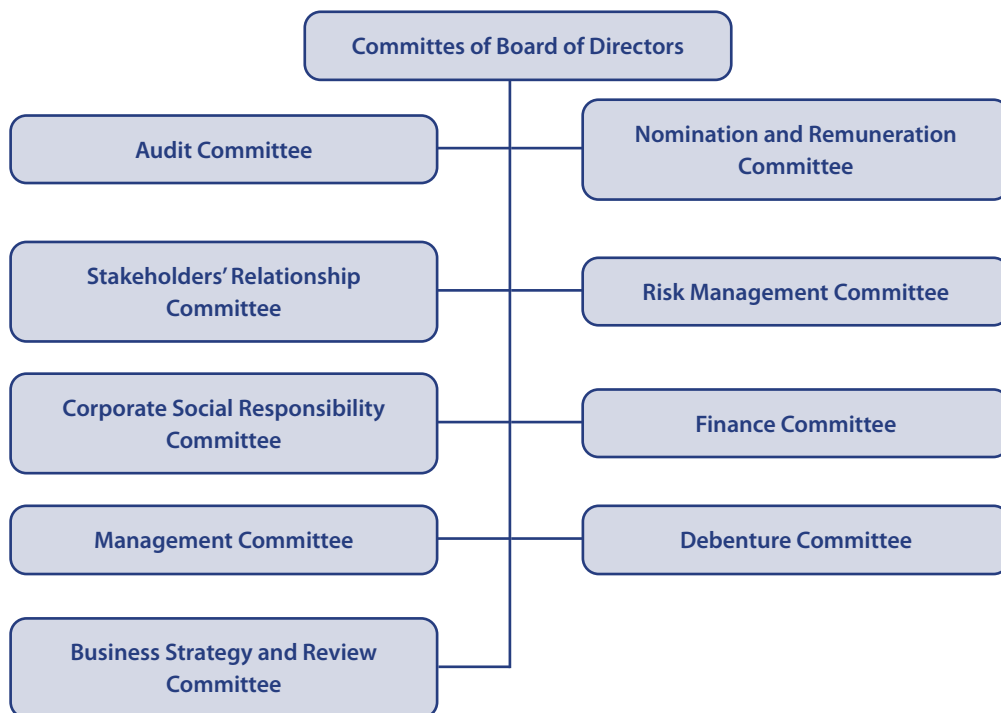 Committes of Board of Directors
Audit Committee
Nomination and Remuneration
Committee
Stakeholders’ Relationship
Committee
Risk Management Committee
Corporate Social Responsibility
Committee
Finance Committee
Management Committee
Debenture Committee
Business Strategy and Review
Committee